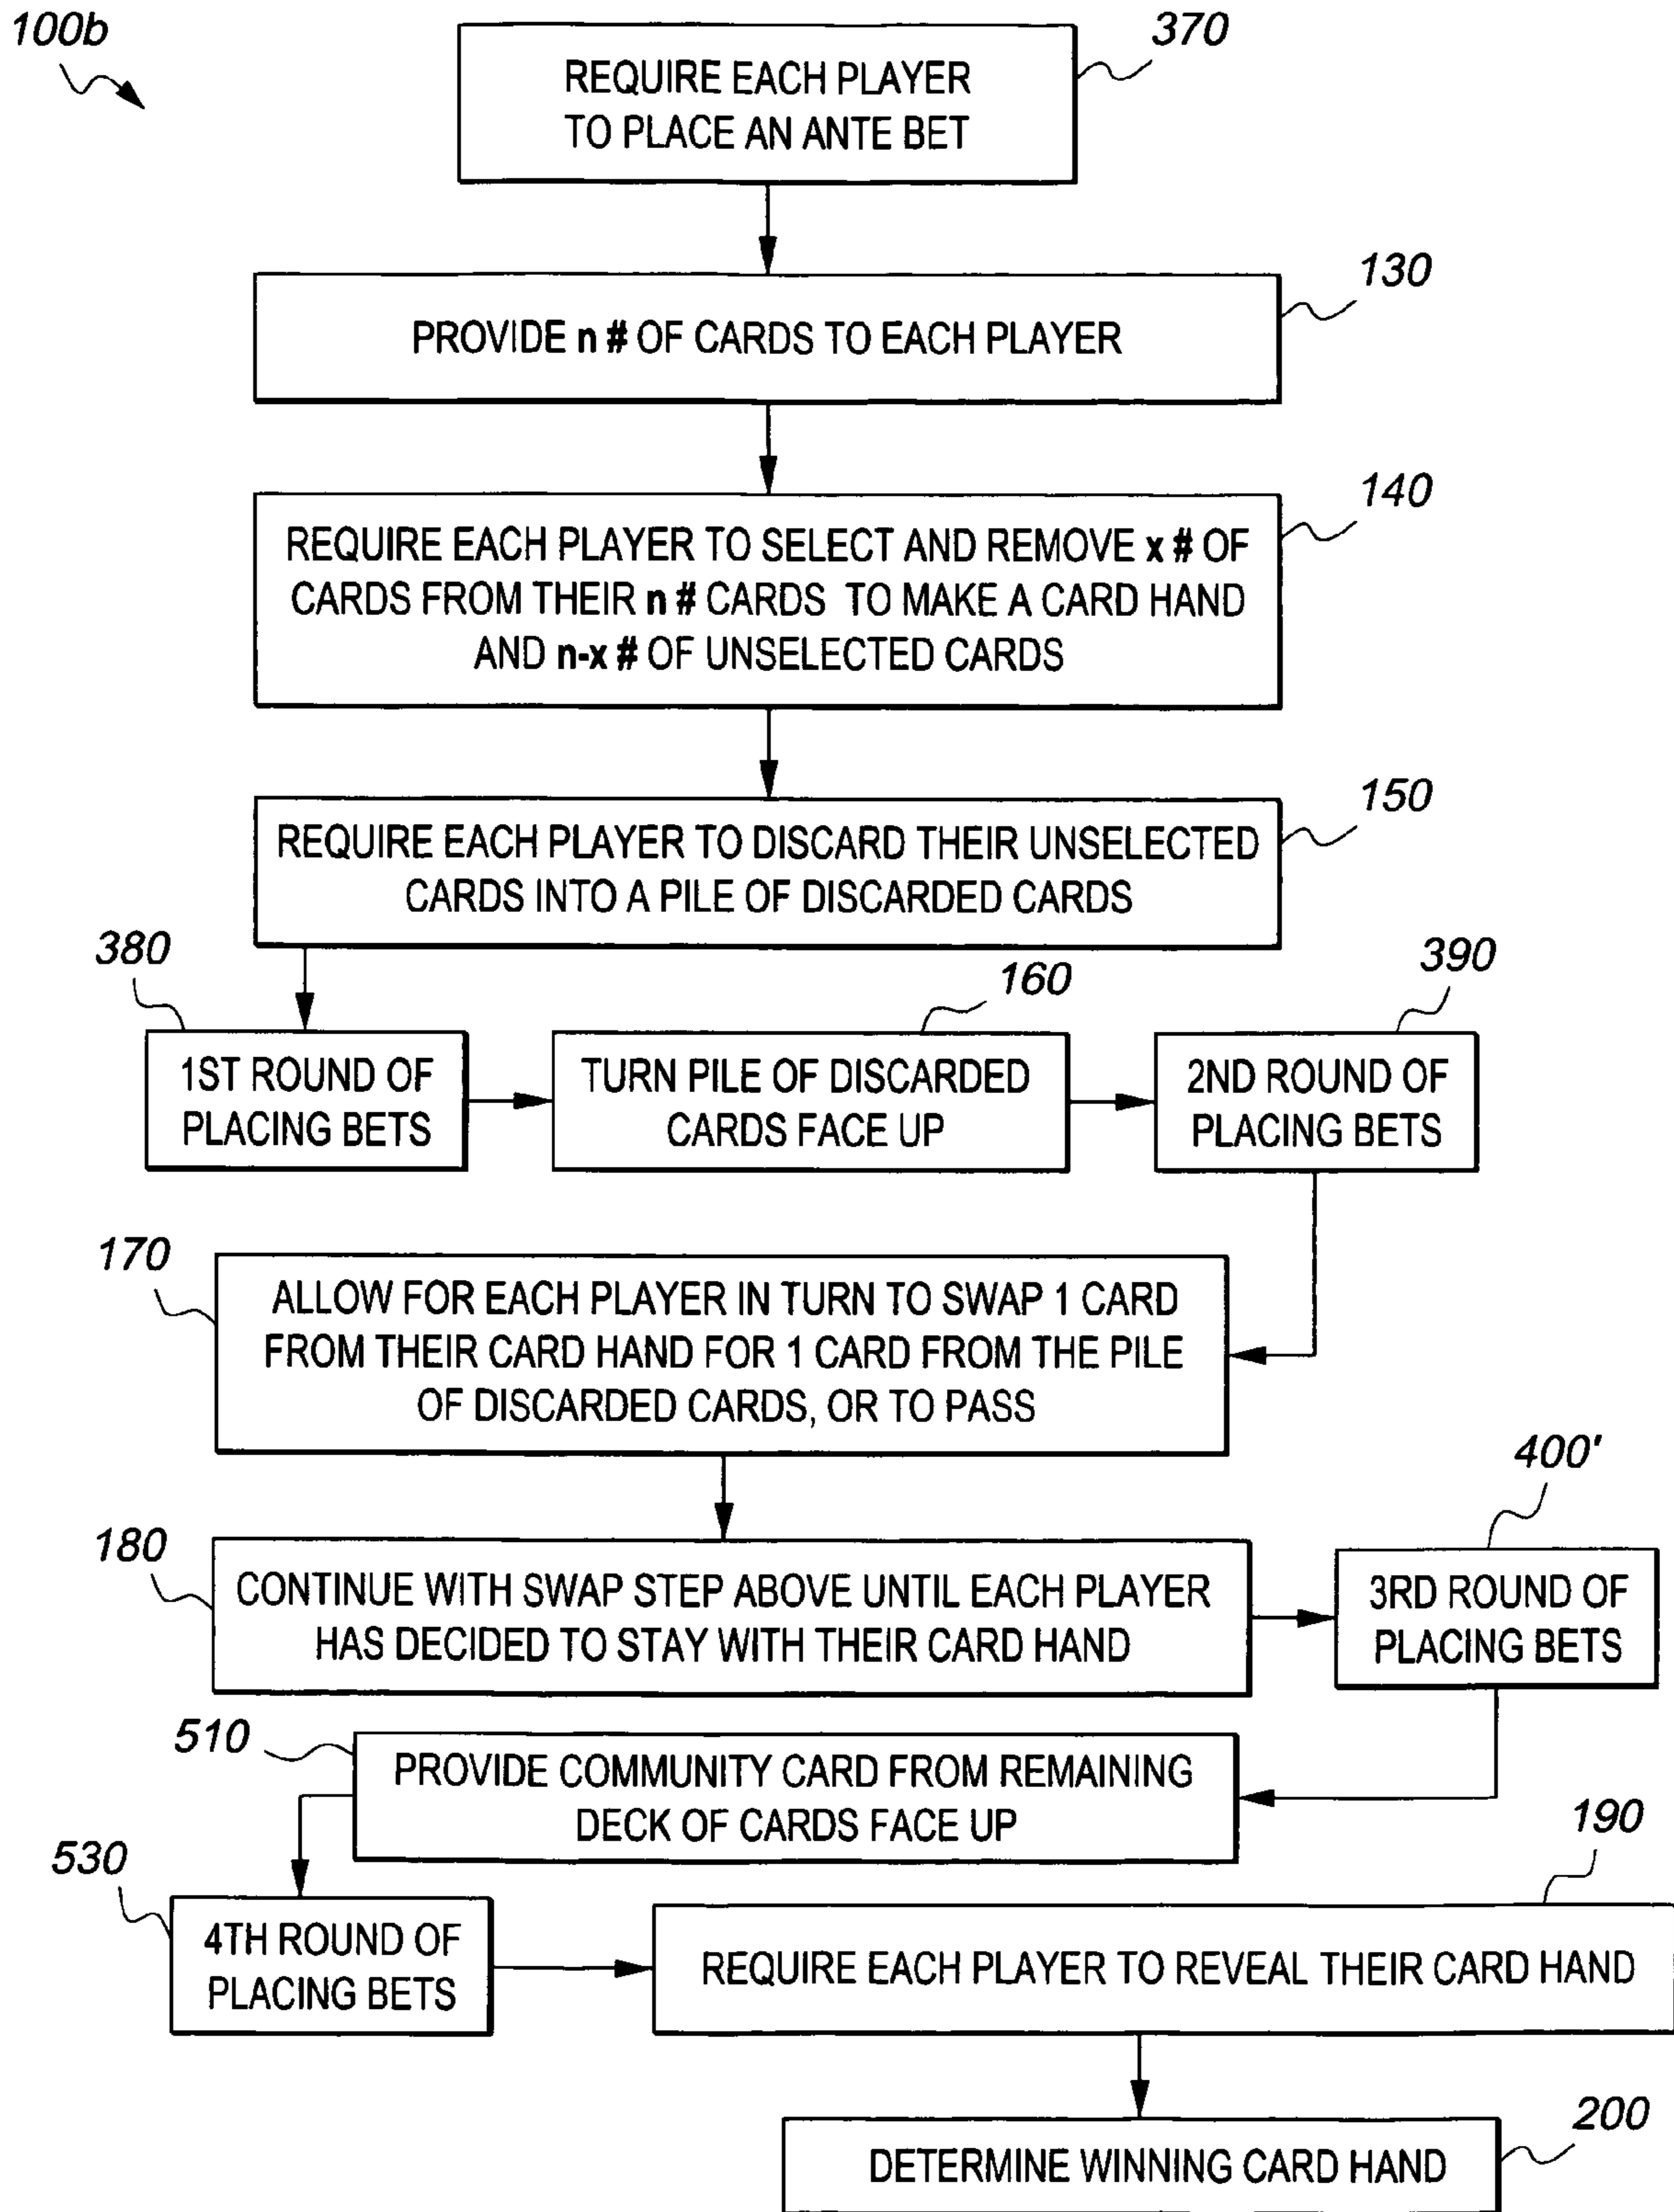 100b
370
REQUIRE EACH PLAYER
TO PLACE AN ANTE BET
130
PROVIDE n # OF CARDS TO EACH PLAYER
140
REQUIRE EACH PLAYER TO SELECT AND REMOVE x # OF
CARDS FROM THEIR n # CARDS TO MAKE A CARD HAND
AND n-x # OF UNSELECTED CARDS
150
REQUIRE EACH PLAYER TO DISCARD THEIR UNSELECTED
CARDS INTO A PILE OF DISCARDED CARDS
380
1ST ROUND OF
PLACING BETS
160
TURN PILE OF DISCARDED
CARDS FACE UP
390
2ND ROUND OF
PLACING BETS
170
ALLOW FOR EACH PLAYER IN TURN TO SWAP 1 CARD
FROM THEIR CARD HAND FOR 1 CARD FROM THE PILE
OF DISCARDED CARDS, OR TO PASS
180
CONTINUE WITH SWAP STEP ABOVE UNTIL EACH PLAYER
HAS DECIDED TO STAY WITH THEIR CARD HAND
400'
3RD ROUND OF
PLACING BETS
510
PROVIDE COMMUNITY CARD FROM REMAINING
DECK OF CARDS FACE UP
530
4TH ROUND OF
PLACING BETS
190
REQUIRE EACH PLAYER TO REVEAL THEIR CARD HAND
200
DETERMINE WINNING CARD HAND